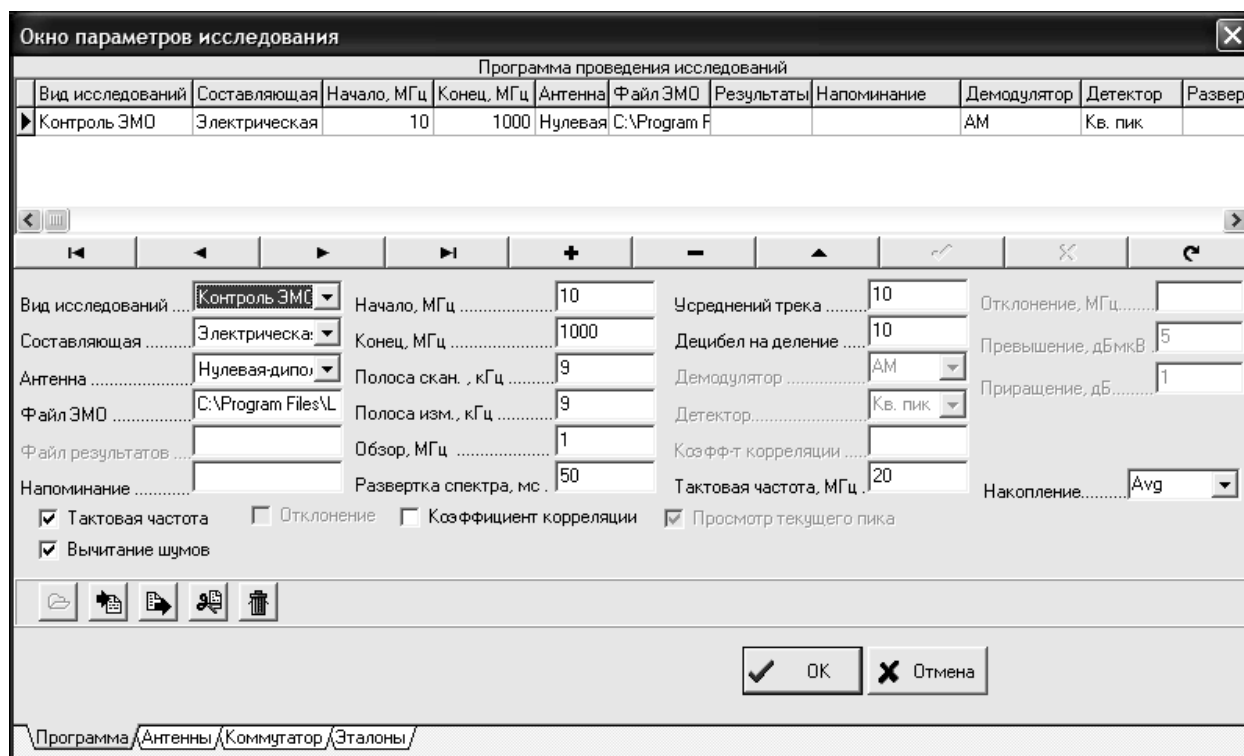 Окно параметров исследования
Программа проведения исследований
Вид исследований Составляющая Начало, МГц Конец, МГц Антенна Файл ЭМО Результаты Напоминание Демодулятор Детектор Развер
Контроль ЭМО Электрическая 10 1000 Нулевая C:\Program F АМ Кв. пик
Вид исследований .... Контроль ЭМО Начало, МГц .............. 10 Усреднений трека ......... 10 Отклонение, МГц......
Составляющая ......... Электрическа: Конец, МГц ............... 1000 Децибел на деление ..... 10 Превышение, дБмкВ . 5
Антенна .................. Нулевая-дипол Полоса скан. , кГц ....... 9 Демодулятор ............... АМ Приращение, дБ....... 1
Файл ЭМО .............. C:\Program Files\L Полоса изм., кГц ......... 9 Детектор..................... Кв. пик
Файл результатов .... Обзор, МГц ................ 1 Коэфф-т корреляции .....
Напоминание ........... Развертка спектра, мс . 50 Тактовая частота, МГц . 20 Накопление......... Avg
Тактовая частота Отклонение Коэффициент корреляции Просмотр текущего пика
Вычитание шумов
OK Отмена
Программа Антенны Коммутатор Эталоны